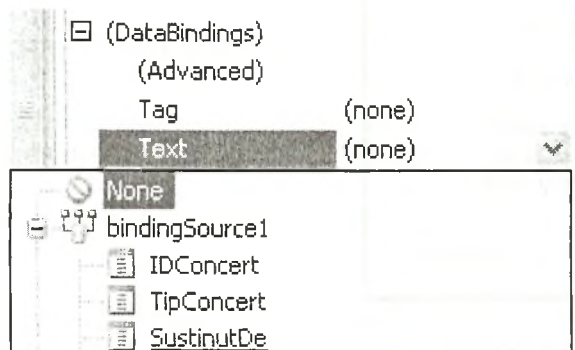 (DataBindings)
(Advanced)
Tag (none)
Text (none)
None
bindingSource1
IDConcert
TipConcert
SustinutDe